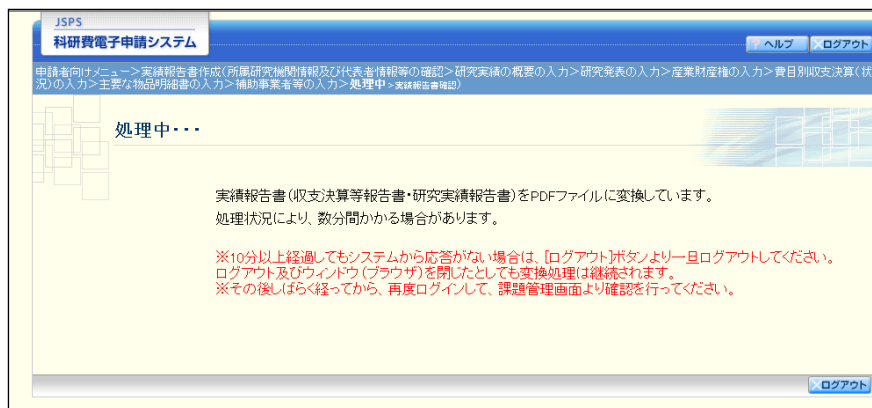 JSPS
科研費電子申請システム
? ヘルプ
×ログアウト
申請者向けメニュー＞実績報告書作成（所属研究機関情報及び代表者情報等の確認＞研究実績の概要の入力＞研究発表の入力＞産業財産権の入力＞費目別収支決算（状
況）の入力＞主要な物品明細書の入力＞補助事業者等の入力＞処理中＞実績報告書確認）
処理中・・・
実績報告書（収支決算等報告書・研究実績報告書）をPDFファイルに変換しています。
処理状況により、数分間かかる場合があります。
※10分以上経過してもシステムから応答がない場合は、[ログアウト]ボタンより一旦ログアウトしてください。
ログアウト及びウィンドウ（ブラウザ）を閉じたとしても変換処理は継続されます。
※その後しばらく経ってから、再度ログインして、課題管理画面より確認を行ってください。
×ログアウト